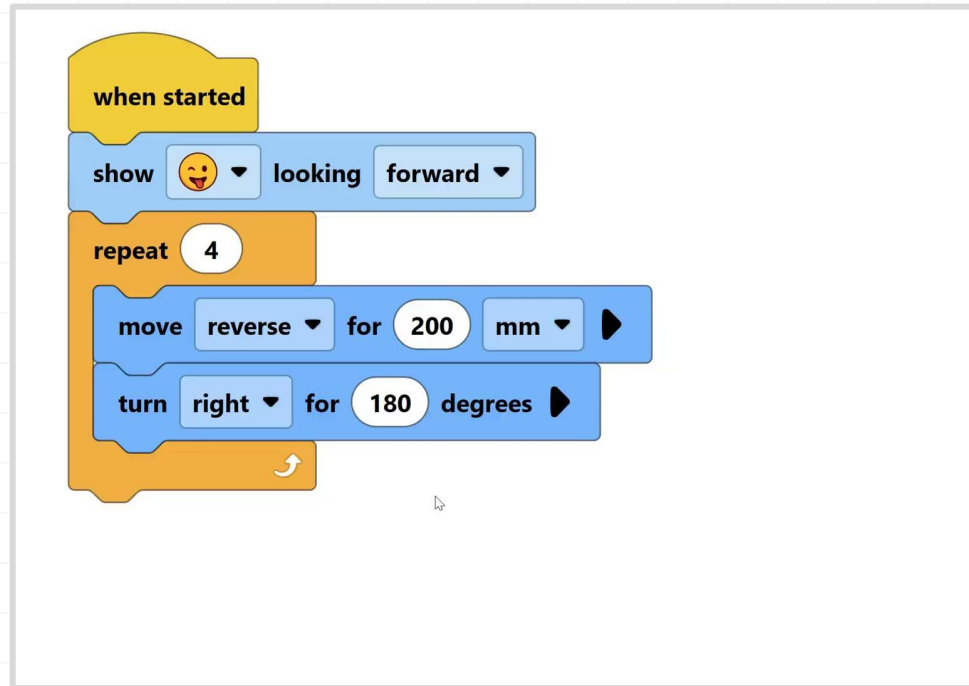 when started
show looking forward
repeat 4
move reverse for 200 mm
turn right for 180 degrees